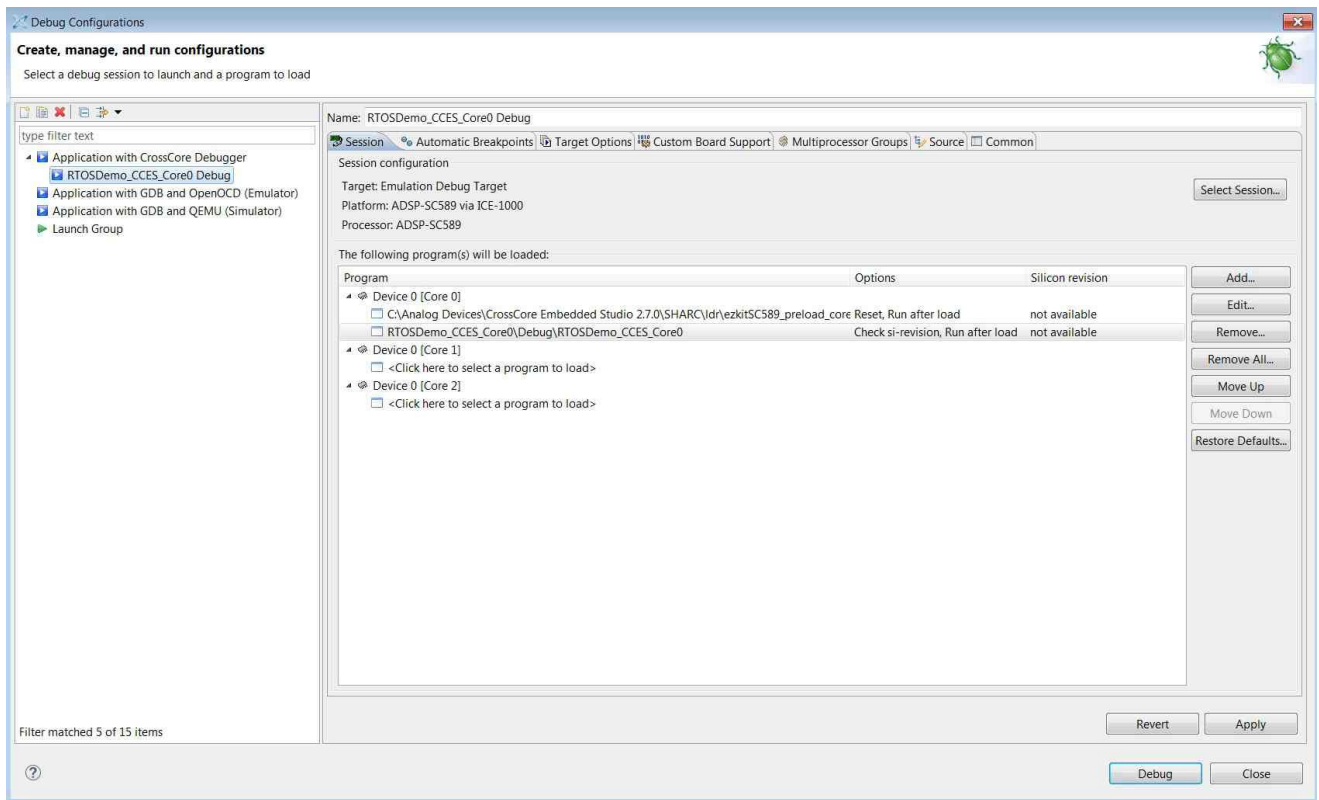 Debug Configurations
Create, manage, and run configurations
Select a debug session to launch and a program to load
type filter text
Application with CrossCore Debugger
RTOSDemo_CCES_Core0 Debug
Application with GDB and OpenOCD (Emulator)
Application with GDB and QEMU (Simulator)
Launch Group
Filter matched 5 of 15 items
Name: RTOSDemo_CCES_Core0 Debug
Session Automatic Breakpoints Target Options Custom Board Support Multiprocessor Groups Source Common
Session configuration
Target: Emulation Debug Target
Platform: ADSP-SC589 via ICE-1000
Processor: ADSP-SC589
Select Session...
The following program(s) will be loaded:
Program Options Silicon revision
Device 0 [Core 0]
C:\Analog Devices\CrossCore Embedded Studio 2.7.0\SHARC\ldr\ezkitSC589_preload_core Reset, Run after load not available
RTOSDemo_CCES_Core0\Debug\RTOSDemo_CCES_Core0 Check si-revision, Run after load not available
Device 0 [Core 1]
<Click here to select a program to load>
Device 0 [Core 2]
<Click here to select a program to load>
Add...
Edit...
Remove...
Remove All...
Move Up
Move Down
Restore Defaults...
Revert Apply
? Debug Close